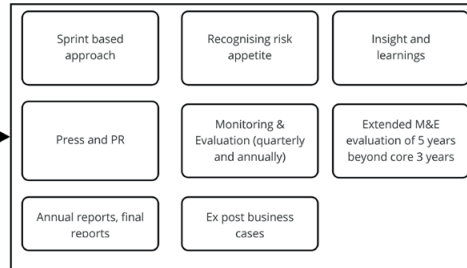 Sprint based
approach
Recognising risk
appetite
Insight and
learnings
Press and PR
Monitoring &
Evaluation (quarterly
and annually)
Extended M&E
evaluation of 5 years
beyond core 3 years
Annual reports, final
reports
Ex post business
cases